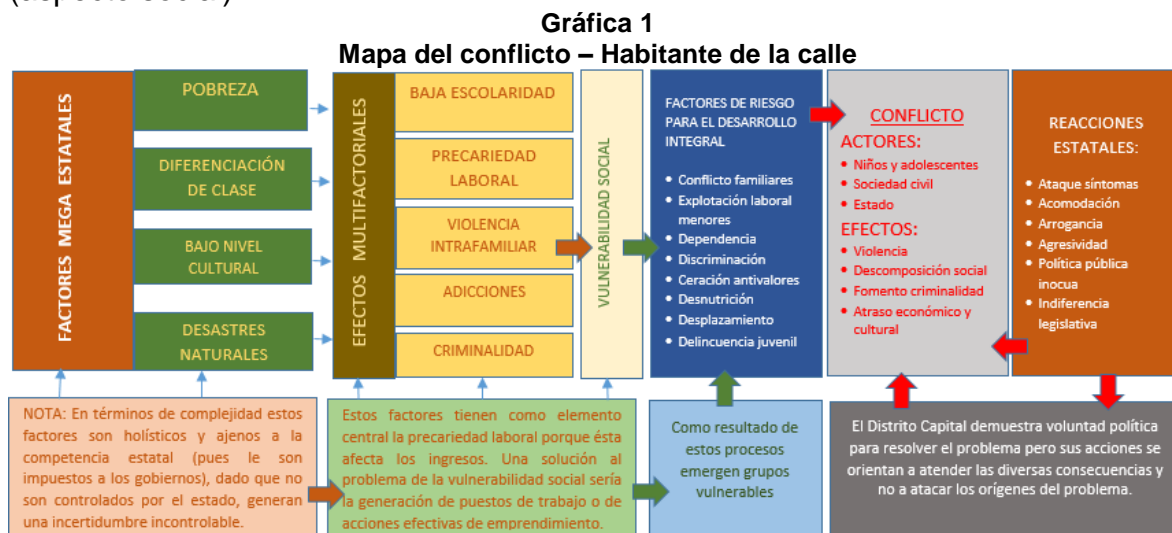 (aspecto social)
Gráfica 1
Mapa del conflicto – Habitante de la calle
FACTORES MEGA ESTATALES
POBREZA
DIFERENCIACIÓN
DE CLASE
BAJO NIVEL
CULTURAL
DESASTRES
NATURALES
EFECTOS MULTIFACTORIALES
BAJA ESCOLARIDAD
PRECARIEDAD
LABORAL
VIOLENCIA
INTRAFAMILIAR
ADICCIONES
CRIMINALIDAD
VULNERABILIDAD SOCIAL
FACTORES DE RIESGO
PARA EL DESARROLLO
INTEGRAL
• Conflicto familiares
• Explotación laboral
menores
• Dependencia
• Discriminación
• Ceración antivalores
• Desnutrición
• Desplazamiento
• Delincuencia juvenil
CONFLICTO
ACTORES:
• Niños y adolescentes
• Sociedad civil
• Estado
EFECTOS:
• Violencia
• Descomposición social
• Fomento criminalidad
• Atraso económico y
cultural
REACCIONES
ESTATALES:
• Ataque síntomas
• Acomodación
• Arrogancia
• Agresividad
• Política pública
inocua
• Indiferencia
legislativa
NOTA: En términos de complejidad estos
factores son holísticos y ajenos a la
competencia estatal (pues le son
impuestos a los gobiernos), dado que no
son controlados por el estado, generan
una incertidumbre incontrolable.
Estos factores tienen como elemento
central la precariedad laboral porque ésta
afecta los ingresos. Una solución al
problema de la vulnerabilidad social sería
la generación de puestos de trabajo o de
acciones efectivas de emprendimiento.
Como resultado de
estos procesos
emergen grupos
vulnerables
El Distrito Capital demuestra voluntad política
para resolver el problema pero sus acciones se
orientan a atender las diversas consecuencias y
no a atacar los orígenes del problema.